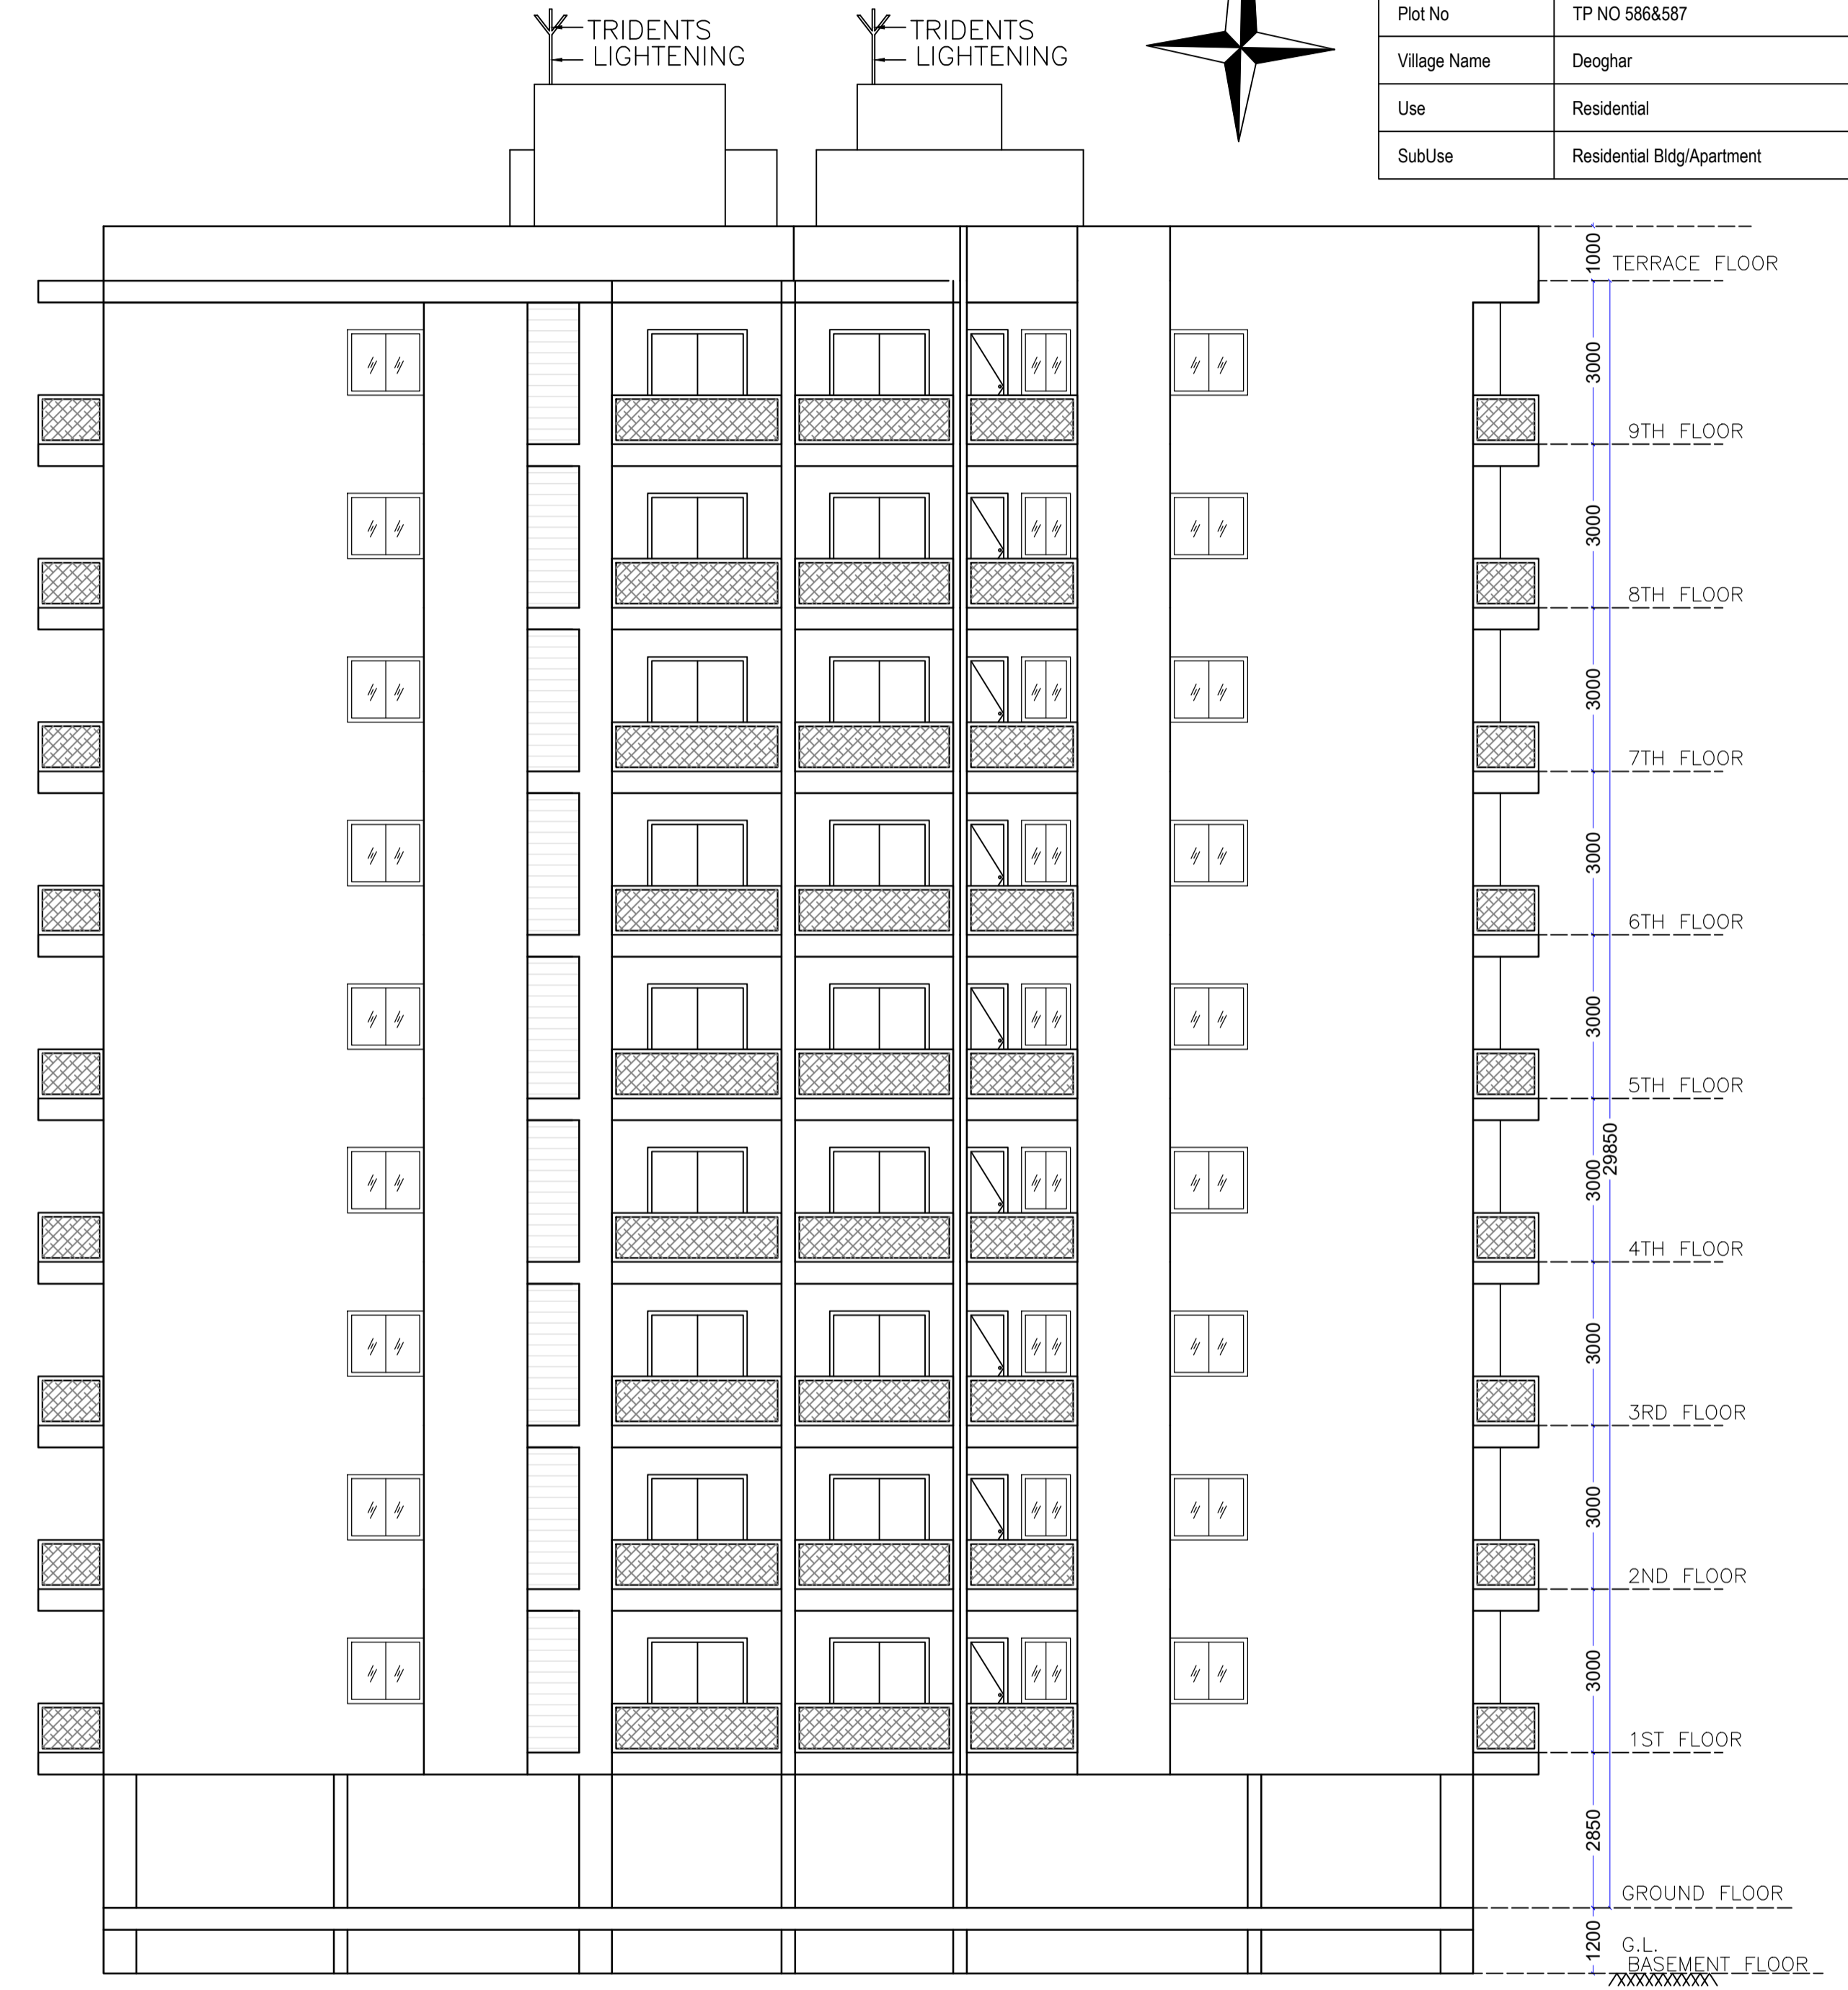 TRIDENTS
LIGHTENING
TRIDENTS
LIGHTENING
Plot No TP NO 586&587
Village Name Deoghar
Use Residential
SubUse Residential Bldg/Apartment
1000
TERRACE FLOOR
3000
9TH FLOOR
3000
8TH FLOOR
3000
7TH FLOOR
3000
6TH FLOOR
3000
5TH FLOOR
3000
29850
4TH FLOOR
3000
3RD FLOOR
3000
2ND FLOOR
3000
1ST FLOOR
2850
GROUND FLOOR
1200
G.L.
BASEMENT FLOOR